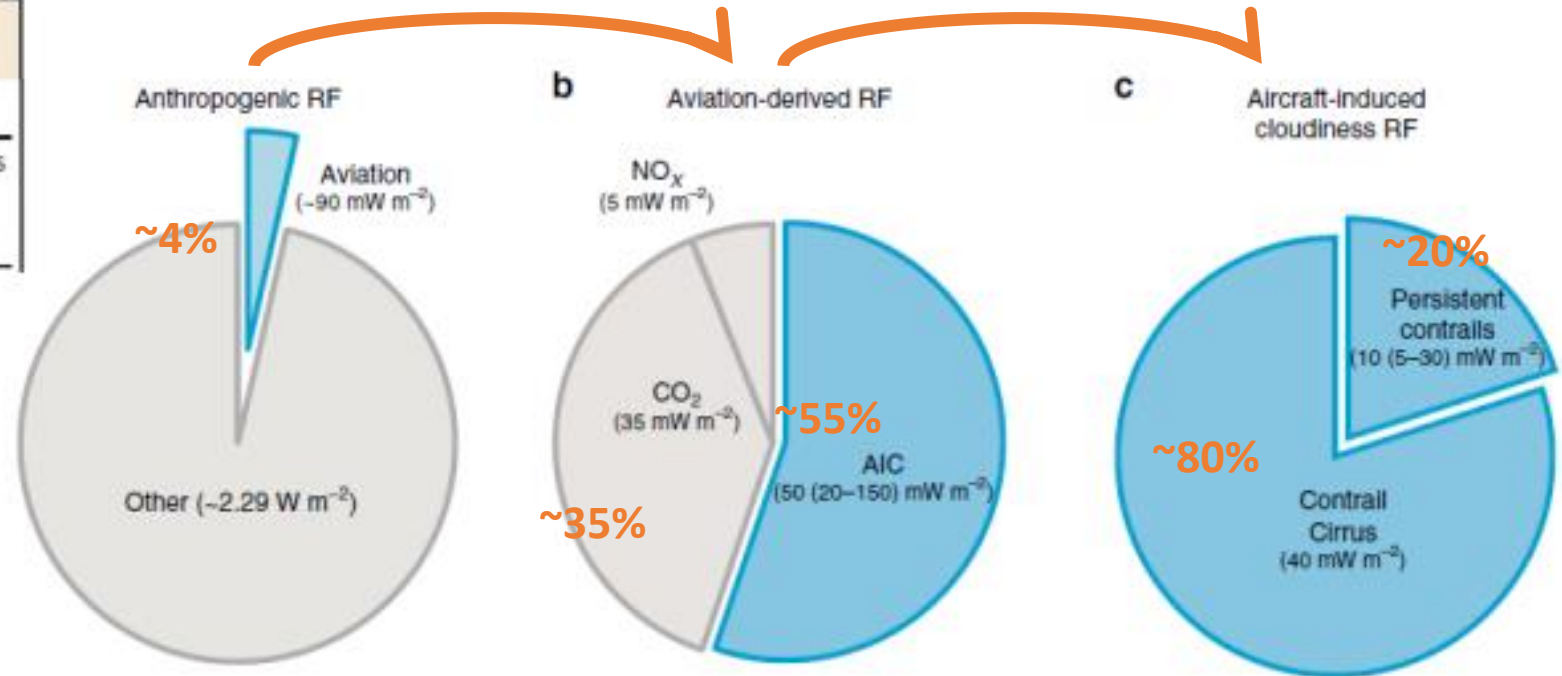 Anthropogenic RF
Aviation
(~90 mW m⁻²)
~4%
Other (~2.29 W m⁻²)
b
Aviation-derived RF
NOₓ
(5 mW m⁻²)
CO₂
(35 mW m⁻²)
~55%
AIC
(50 (20–150) mW m⁻²)
~35%
c
Aircraft-induced
cloudiness RF
~20%
Persistent
contrails
(10 (5–30) mW m⁻²)
~80%
Contrail
Cirrus
(40 mW m⁻²)